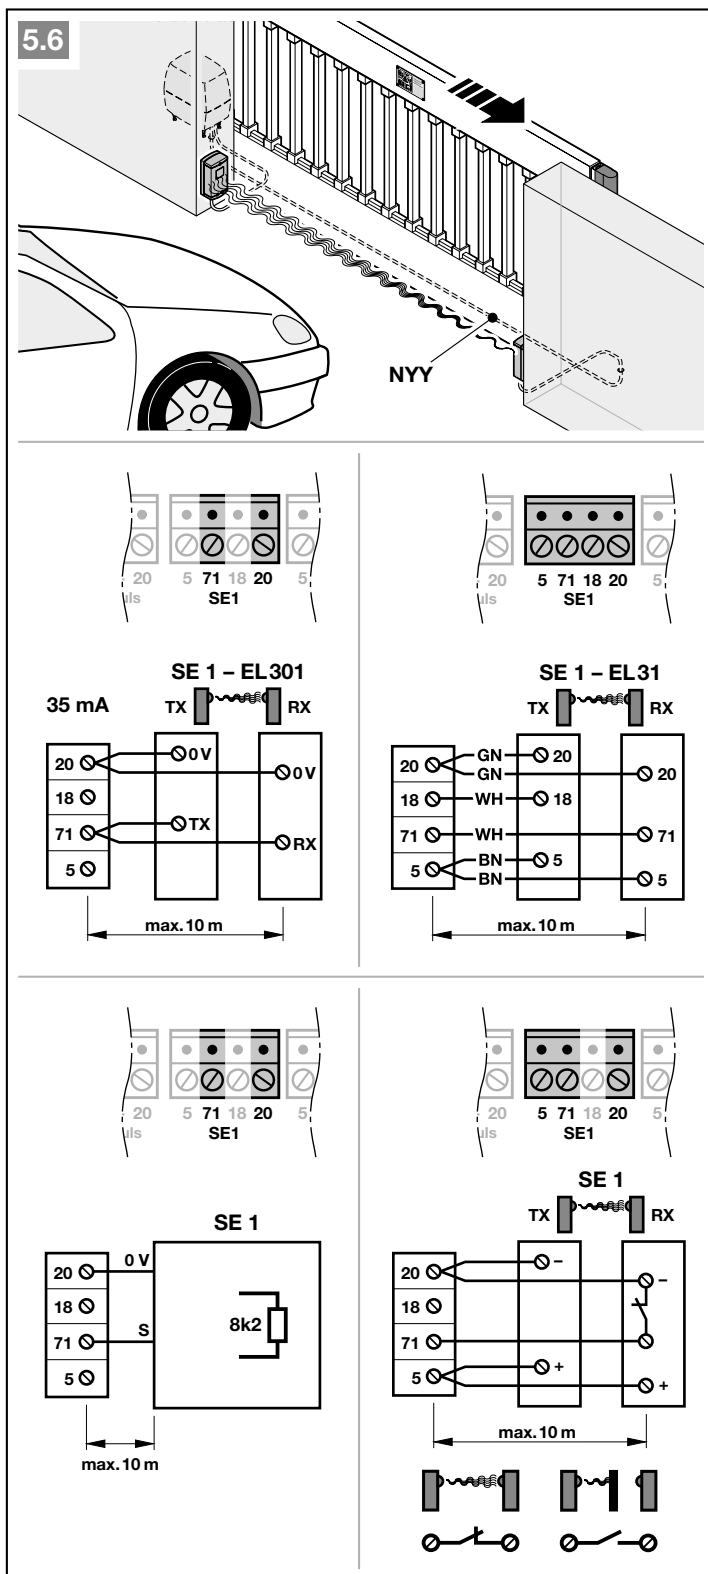 5.6
NYY
20 5 71 18 20 5
uls SE1
20 5 71 18 20 5
uls SE1
SE 1 – EL301
35 mA TX RX
20 0 V
0 V
18
71 TX
RX
5
max. 10 m
SE 1 – EL31
TX RX
20 GN 20
GN 20
18 WH 18
71 WH 71
5 BN 5
BN 5
max. 10 m
20 5 71 18 20 5
uls SE1
20 5 71 18 20 5
uls SE1
SE 1
20 0 V
18
8k2
71 S
5
max. 10 m
SE 1
TX RX
20 –
–
18
71
5 +
+
max. 10 m